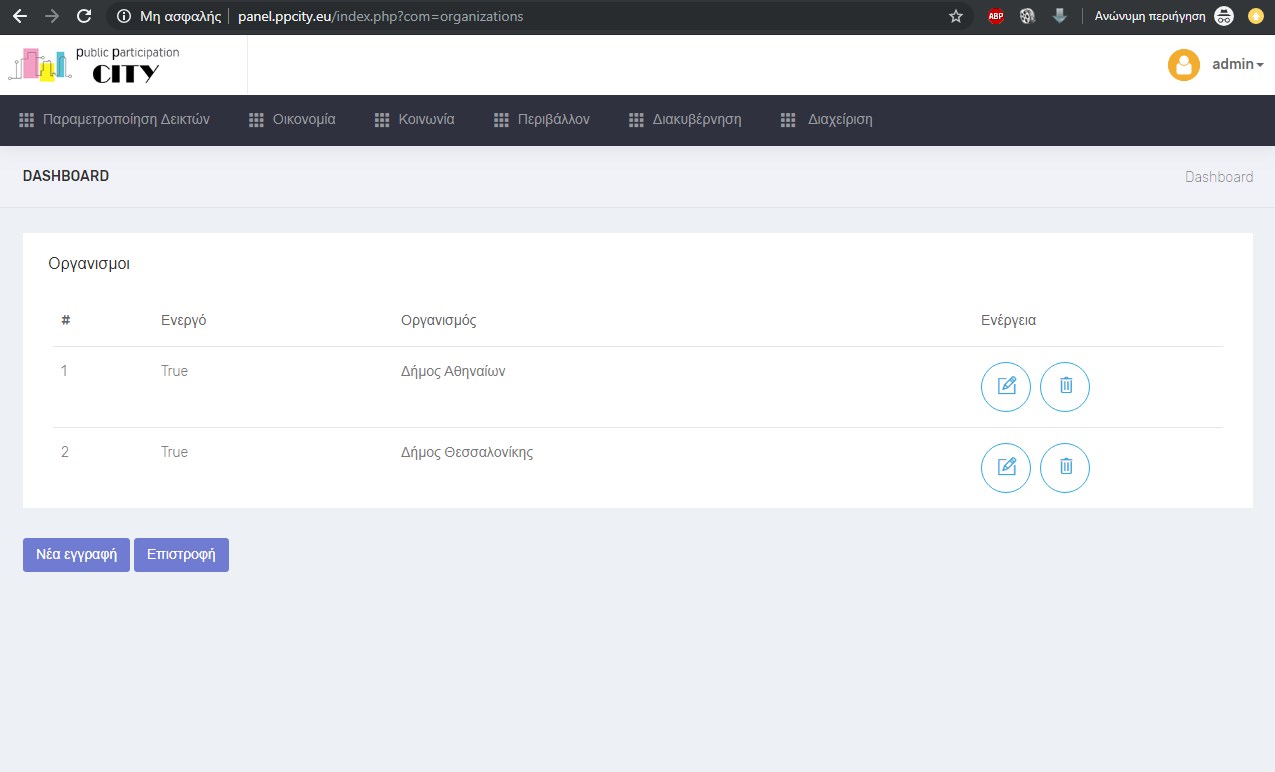 Μη ασφαλής panel.ppcity.eu/index.php?com=organizations ABP Ανώνυμη περιήγηση
public participation
CITY
admin
Παραμετροποίηση Δεικτών Οικονομία Κοινωνία Περιβάλλον Διακυβέρνηση Διαχείριση
DASHBOARD Dashboard
Οργανισμοι
# Ενεργό Οργανισμός Ενέργεια
1 True Δήμος Αθηναίων
2 True Δήμος Θεσσαλονίκης
Νέα εγγραφή Επιστροφή